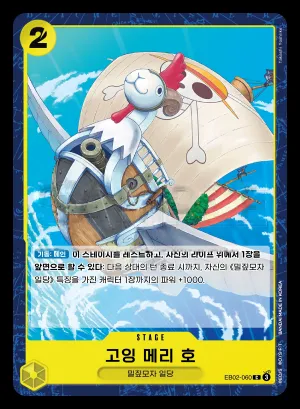 2
기동: 메인 이 스테이지를 레스트하고, 자신의 라이프 위에서 1장을
앞면으로 할 수 있다: 다음 상대의 턴 종료 시까지, 자신의 《밀짚모자
일당》 특징을 가진 캐릭터 1장까지의 파워 +1000.
STAGE
고잉 메리 호
밀짚모자 일당
EB02-060 C 3